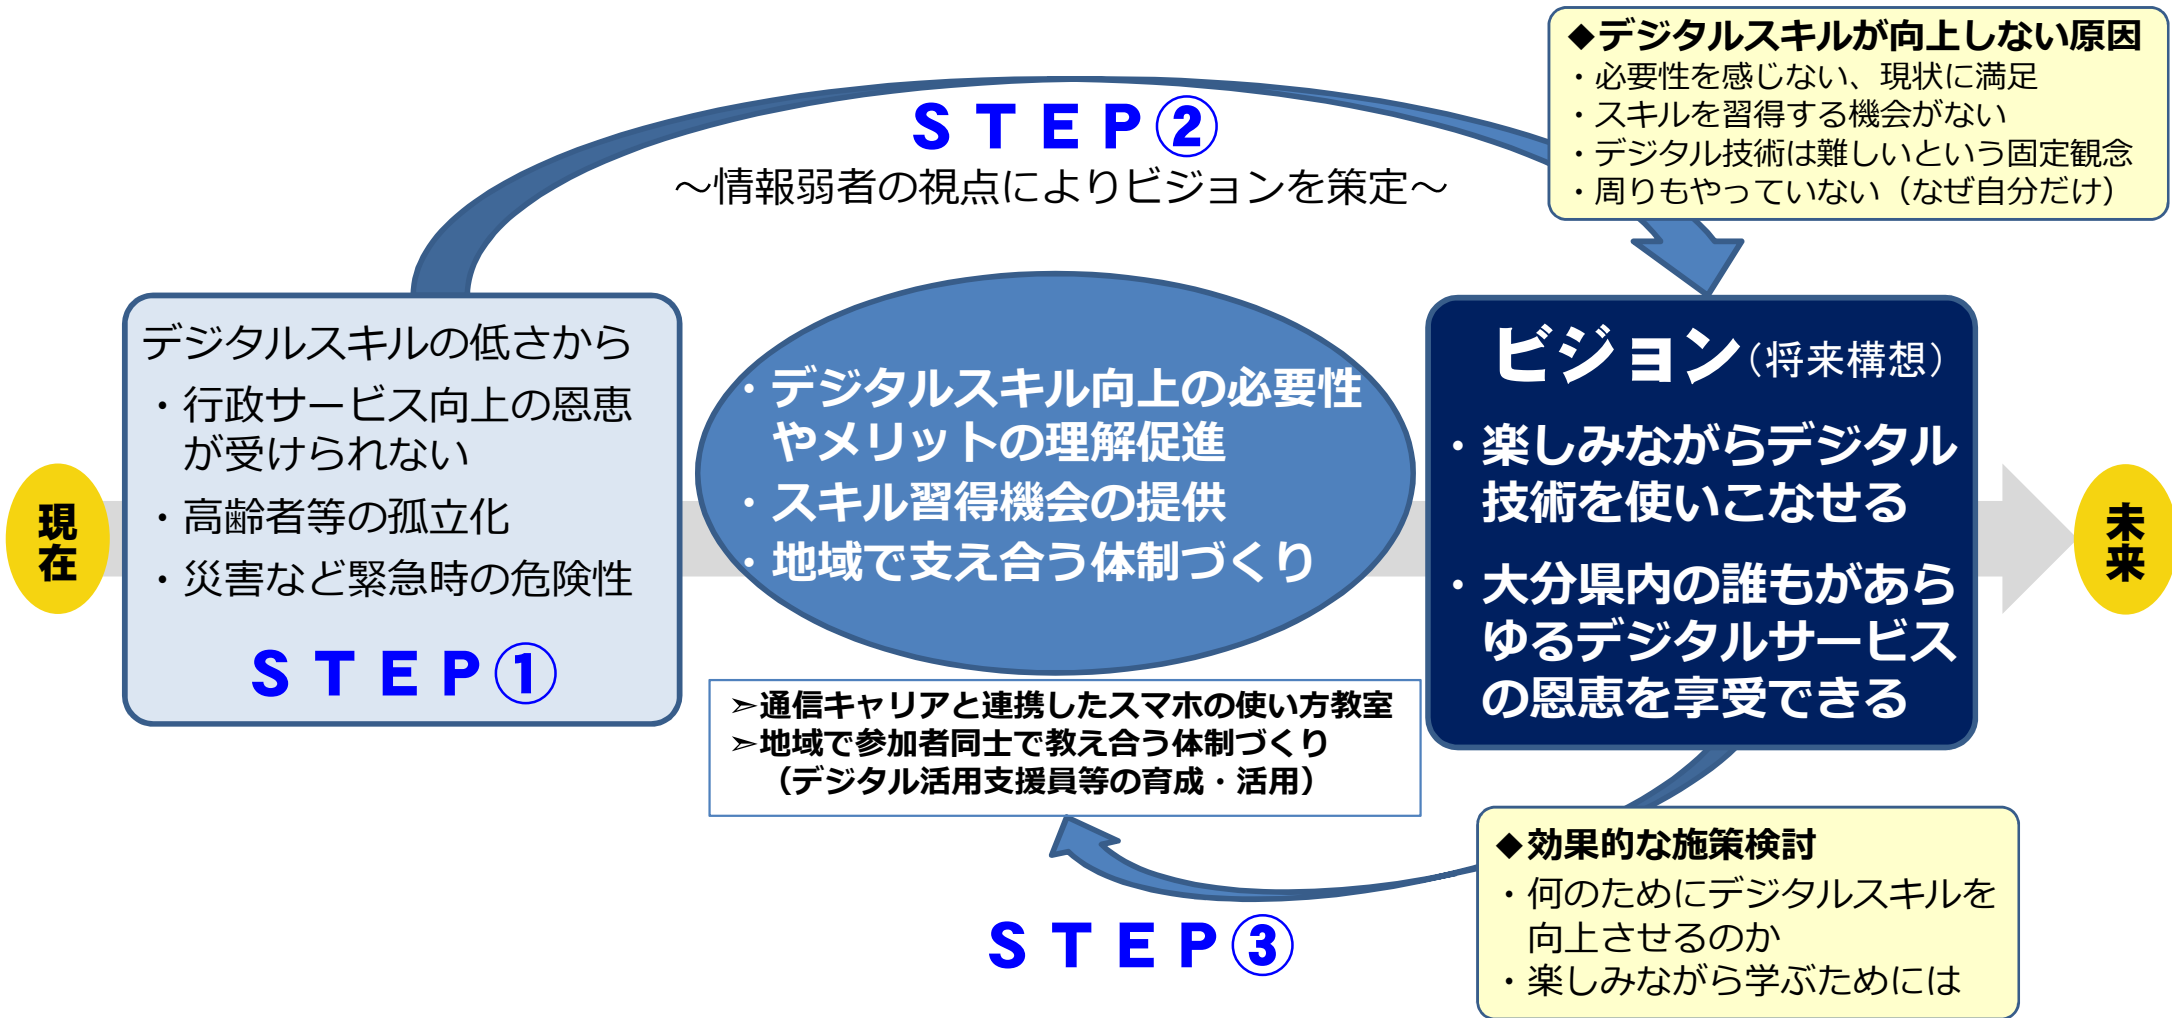 ◆デジタルスキルが向上しない原因
・必要性を感じない、現状に満足
・スキルを習得する機会がない
・デジタル技術は難しいという固定観念
・周りもやっていない（なぜ自分だけ）
ＳＴＥＰ②
～情報弱者の視点によりビジョンを策定～
現在
デジタルスキルの低さから
・行政サービス向上の恩恵
が受けられない
・高齢者等の孤立化
・災害など緊急時の危険性
ＳＴＥＰ①
・デジタルスキル向上の必要性
やメリットの理解促進
・スキル習得機会の提供
・地域で支え合う体制づくり
➢通信キャリアと連携したスマホの使い方教室
➢地域で参加者同士で教え合う体制づくり
（デジタル活用支援員等の育成・活用）
ビジョン（将来構想）
・楽しみながらデジタル
技術を使いこなせる
・大分県内の誰もがあら
ゆるデジタルサービス
の恩恵を享受できる
未来
ＳＴＥＰ③
◆効果的な施策検討
・何のためにデジタルスキルを
向上させるのか
・楽しみながら学ぶためには